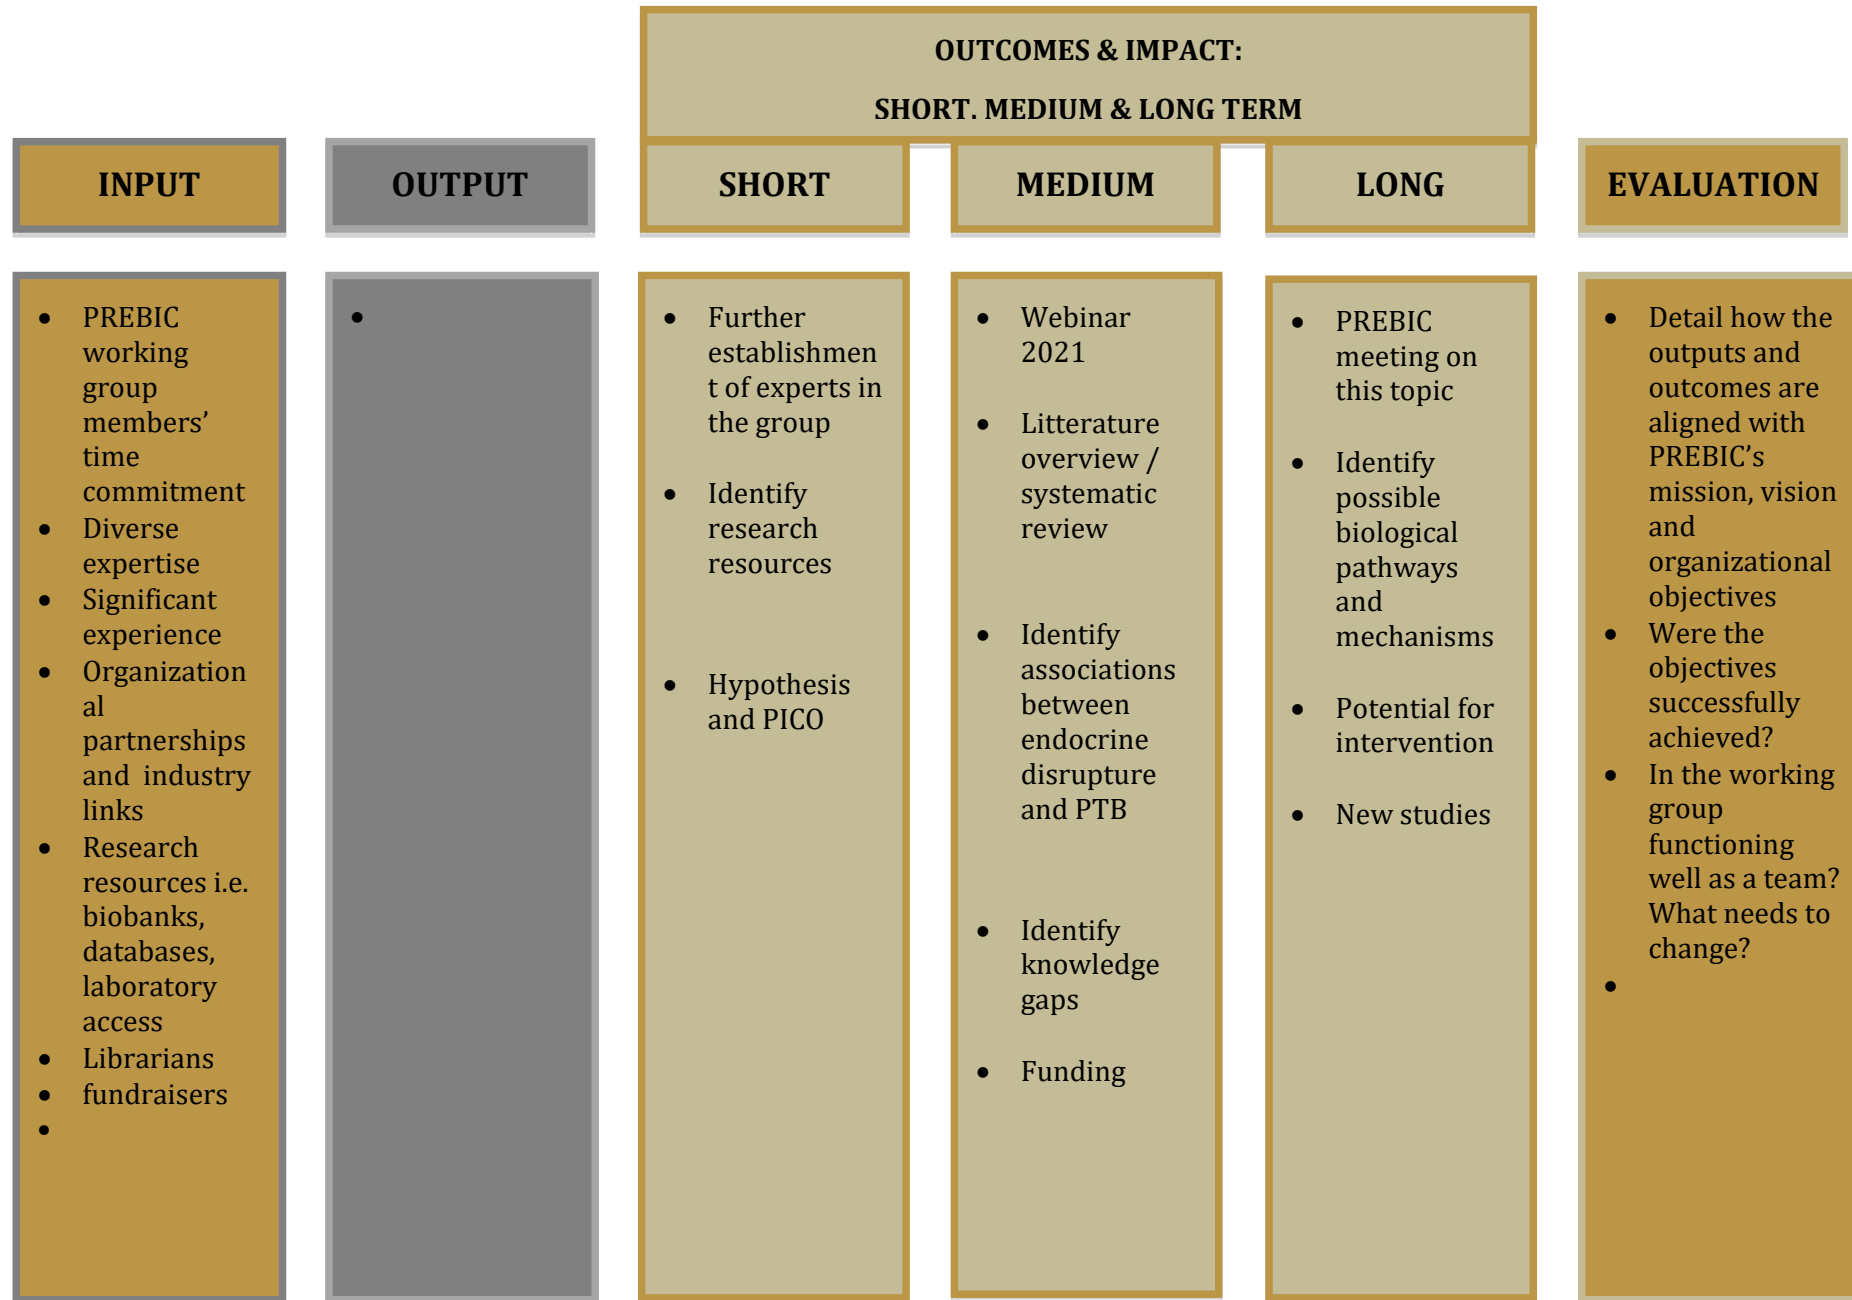 OUTCOMES & IMPACT:
SHORT. MEDIUM & LONG TERM
INPUT
OUTPUT
SHORT
MEDIUM
LONG
EVALUATION
• PREBIC
working
group
members’
time
commitment
• Diverse
expertise
• Significant
experience
• Organization
al
partnerships
and industry
links
• Research
resources i.e.
biobanks,
databases,
laboratory
access
• Librarians
• fundraisers
•
•
• Further
establishmen
t of experts in
the group
• Identify
research
resources
• Hypothesis
and PICO
• Webinar
2021
• Litterature
overview /
systematic
review
• Identify
associations
between
endocrine
disrupture
and PTB
• Identify
knowledge
gaps
• Funding
• PREBIC
meeting on
this topic
• Identify
possible
biological
pathways
and
mechanisms
• Potential for
intervention
• New studies
• Detail how the
outputs and
outcomes are
aligned with
PREBIC’s
mission, vision
and
organizational
objectives
• Were the
objectives
successfully
achieved?
• In the working
group
functioning
well as a team?
What needs to
change?
•